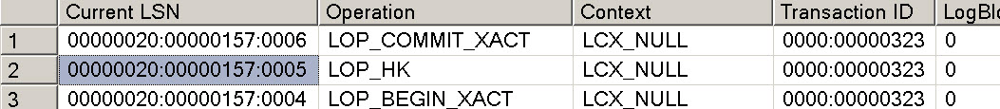 Current LSN Operation Context Transaction ID LogBl
1 00000020:00000157:0006 LOP_COMMIT_XACT LCX_NULL 0000:00000323 0
2 00000020:00000157:0005 LOP_HK LCX_NULL 0000:00000323 0
3 00000020:00000157:0004 LOP_BEGIN_XACT LCX_NULL 0000:00000323 0